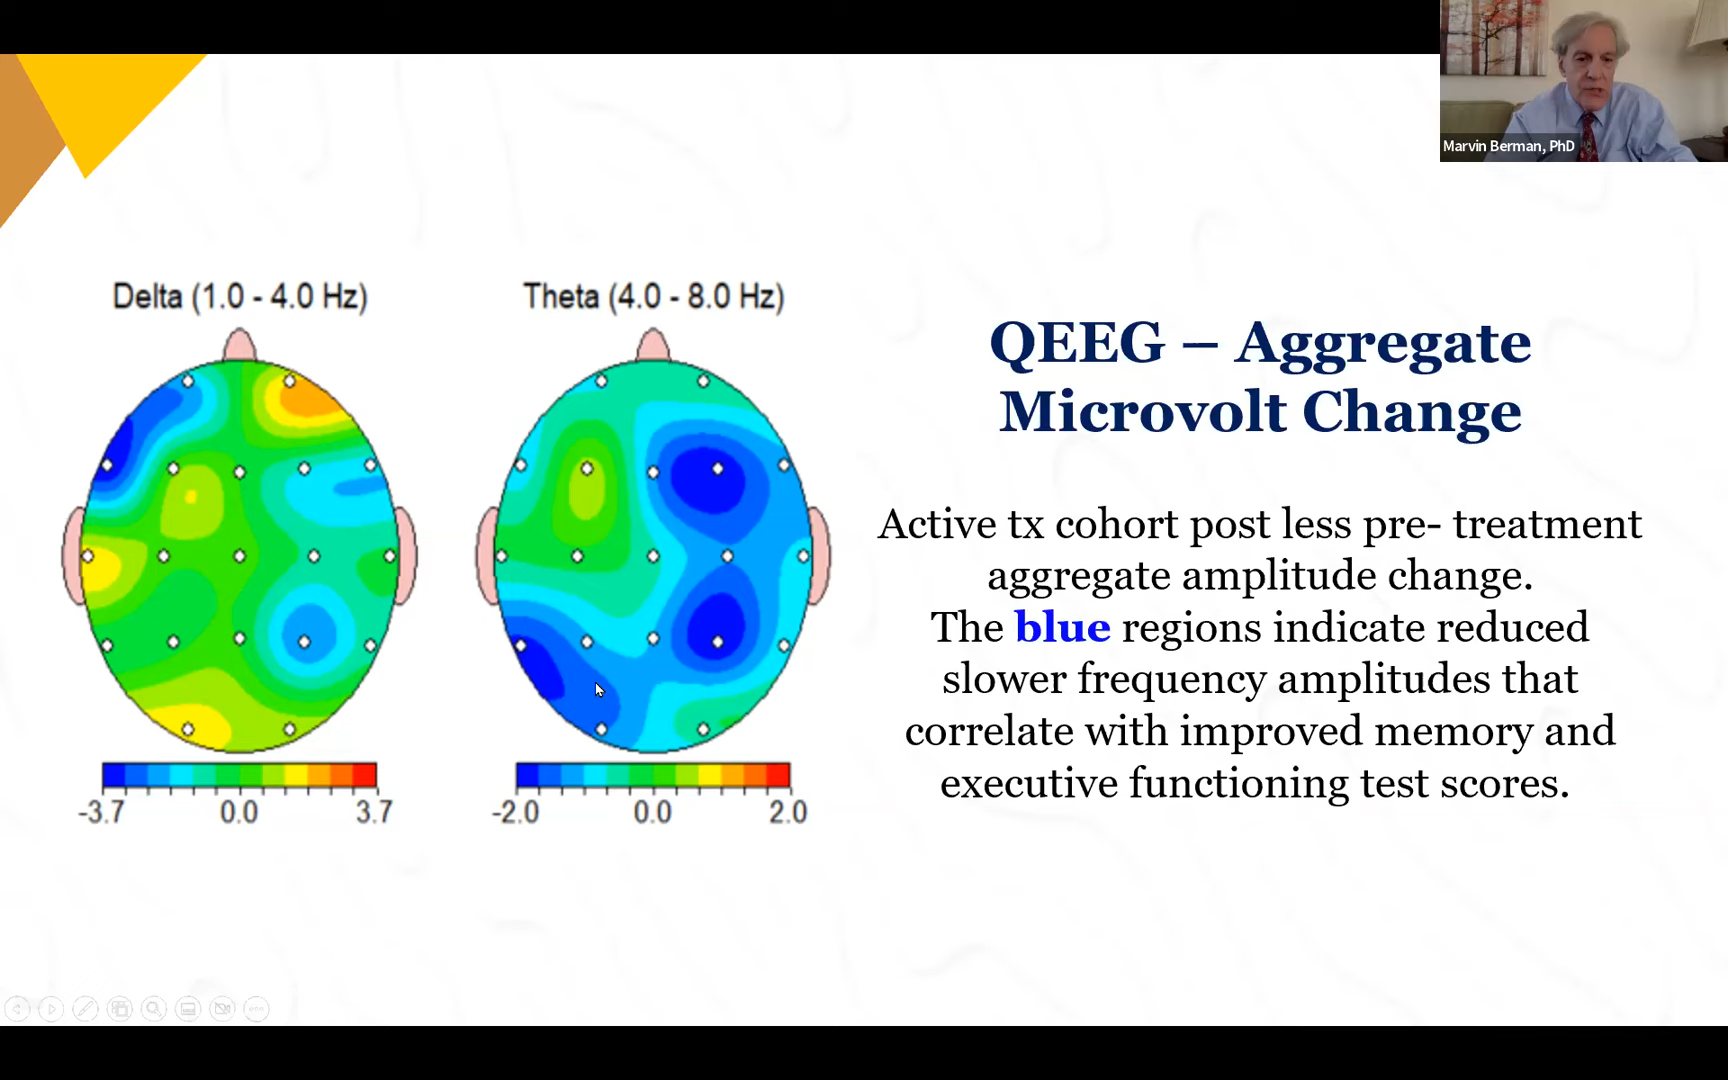 Marvin Berman, PhD
Delta (1.0 - 4.0 Hz)
Theta (4.0 - 8.0 Hz)
-3.7 0.0 3.7
-2.0 0.0 2.0
QEEG – Aggregate
Microvolt Change
Active tx cohort post less pre- treatment
aggregate amplitude change.
The blue regions indicate reduced
slower frequency amplitudes that
correlate with improved memory and
executive functioning test scores.